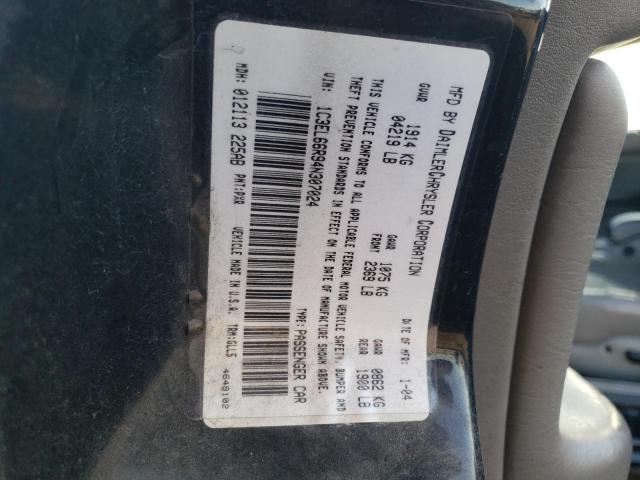 MFD BY DAIMLERCHRYSLER CORPORATION
DATE OF MFR: 1-04
GVWR 1914 KG 04219 LB
GAWR FRONT 1075 KG 2369 LB
GAWR REAR 0862 KG 1900 LB
THIS VEHICLE CONFORMS TO ALL APPLICABLE FEDERAL MOTOR VEHICLE SAFETY, BUMPER AND
THEFT PREVENTION STANDARDS IN EFFECT ON THE DATE OF MANUFACTURE SHOWN ABOVE.
VIN: 1C3EL66R94N307024
TYPE: PASSENGER CAR
MDH: 012113 225AB PNT: PXR
VEHICLE MADE IN U.S.A. TRM: GLL5
4648102